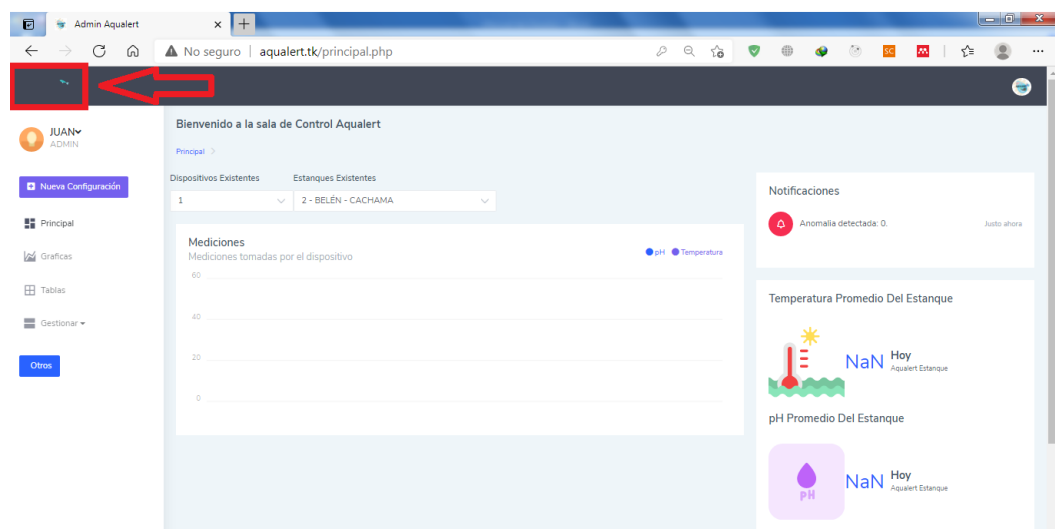 Admin Aqualert
No seguro
aqualert.tk/principal.php
SC
JUAN
ADMIN
Nueva Configuración
Principal
Graficas
Tablas
Gestionar
Otros
Bienvenido a la sala de Control Aqualert
Principal >
Dispositivos Existentes
Estanques Existentes
1
2 - BELÉN - CACHAMA
Mediciones
Mediciones tomadas por el dispositivo
pH
Temperatura
60
40
20
0
Notificaciones
Anomalia detectada: 0.
Justo ahora
Temperatura Promedio Del Estanque
NaN
Hoy
Aqualert Estanque
pH Promedio Del Estanque
PH
NaN
Hoy
Aqualert Estanque